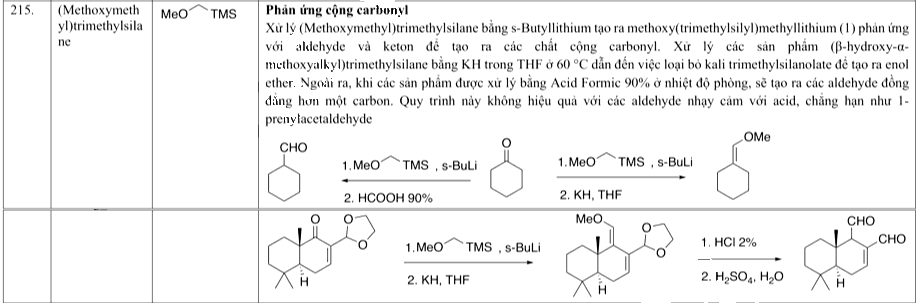 215.
(Methoxymeth
yl)trimethylsila
ne
MeO TMS
Phản ứng cộng carbonyl
Xử lý (Methoxymethyl)trimethylsilane bằng s-Butyllithium tạo ra methoxy(trimethylsilyl)methyllithium (1) phản ứng
với aldehyde và keton để tạo ra các chất cộng carbonyl. Xử lý các sản phẩm (β-hydroxy-α-
methoxyalkyl)trimethylsilane bằng KH trong THF ở 60 °C dẫn đến việc loại bỏ kali trimethylsilanolate để tạo ra enol
ether. Ngoài ra, khi các sản phẩm được xử lý bằng Acid Formic 90% ở nhiệt độ phòng, sẽ tạo ra các aldehyde đồng
đẳng hơn một carbon. Quy trình này không hiệu quả với các aldehyde nhạy cảm với acid, chẳng hạn như 1-
prenylacetaldehyde
CHO
1.MeO TMS , s-BuLi
2. HCOOH 90%
O
1.MeO TMS , s-BuLi
2. KH, THF
OMe
O
O
O
H
1.MeO TMS , s-BuLi
2. KH, THF
MeO
O
O
H
1. HCl 2%
2. H₂SO₄, H₂O
CHO
CHO
H